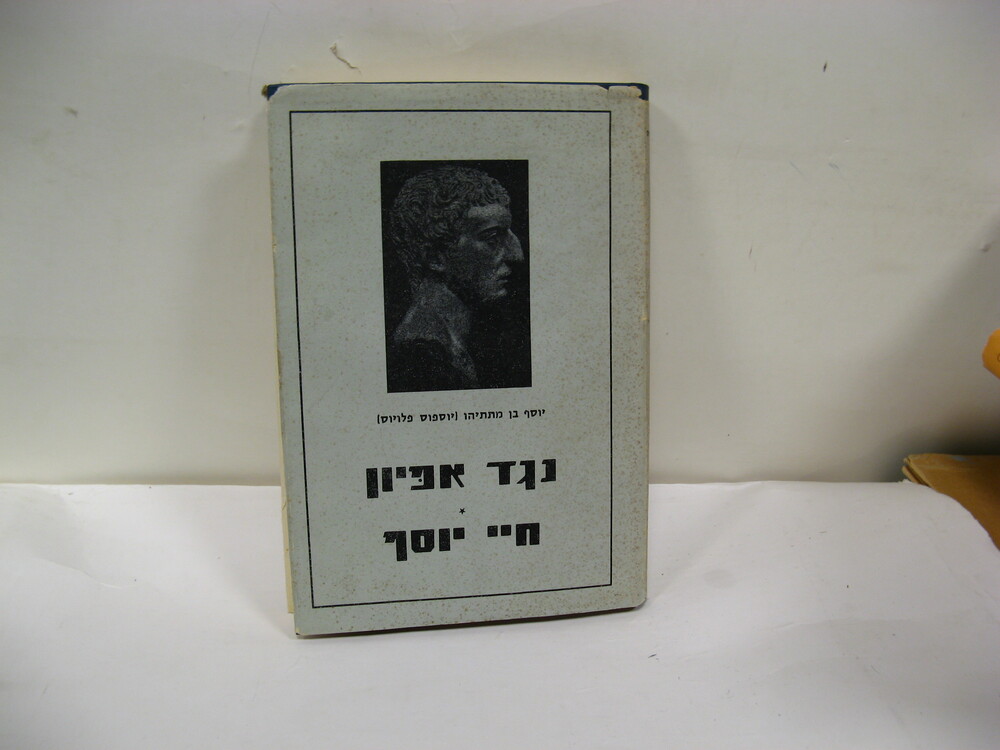 יוסף בן מתתיהו (יוספוס פלויוס)
נגד אפיון
*
חיי יוסף